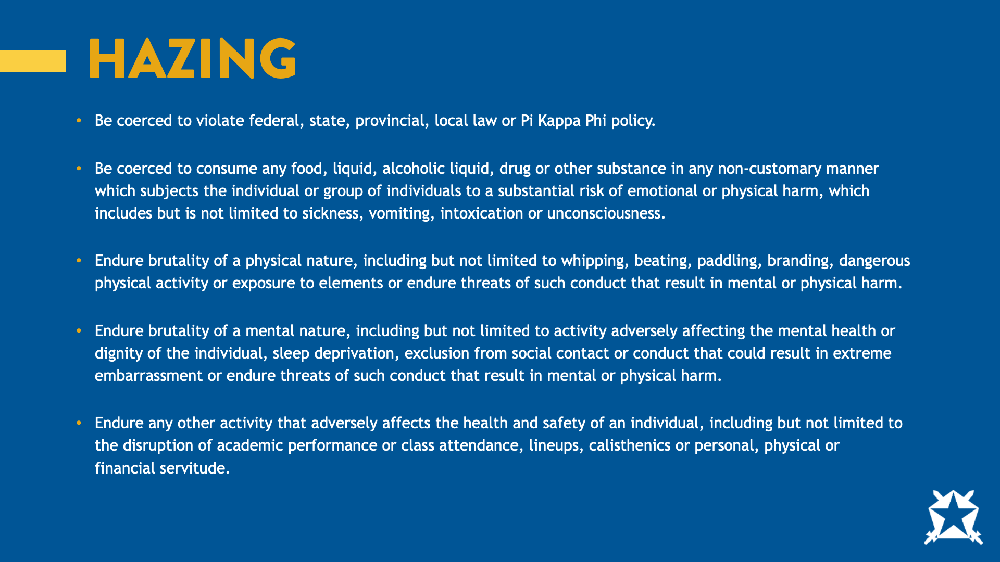 HAZING
• Be coerced to violate federal, state, provincial, local law or Pi Kappa Phi policy.
• Be coerced to consume any food, liquid, alcoholic liquid, drug or other substance in any non-customary manner
which subjects the individual or group of individuals to a substantial risk of emotional or physical harm, which
includes but is not limited to sickness, vomiting, intoxication or unconsciousness.
• Endure brutality of a physical nature, including but not limited to whipping, beating, paddling, branding, dangerous
physical activity or exposure to elements or endure threats of such conduct that result in mental or physical harm.
• Endure brutality of a mental nature, including but not limited to activity adversely affecting the mental health or
dignity of the individual, sleep deprivation, exclusion from social contact or conduct that could result in extreme
embarrassment or endure threats of such conduct that result in mental or physical harm.
• Endure any other activity that adversely affects the health and safety of an individual, including but not limited to
the disruption of academic performance or class attendance, lineups, calisthenics or personal, physical or
financial servitude.